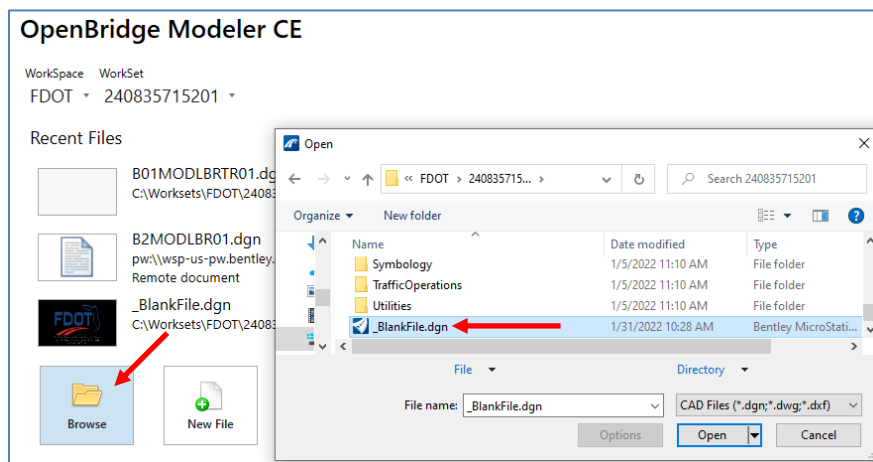 OpenBridge Modeler CE
WorkSpace WorkSet
FDOT 240835715201
Recent Files
B01MODLBRTR01.dg
C:\Worksets\FDOT\24083
B2MODLBR01.dgn
pw:\\wsp-us-pw.bentley.
Remote document
FDOT
_BlankFile.dgn
C:\Worksets\FDOT\24083
Browse
New File
Open
« FDOT > 240835715... >
Search 240835715201
Organize
New folder
Name Date modified Type
Symbology 1/5/2022 11:10 AM File folder
TrafficOperations 1/5/2022 11:10 AM File folder
Utilities 1/5/2022 11:10 AM File folder
_BlankFile.dgn 1/31/2022 10:28 AM Bentley MicroStati...
File Directory
File name: _BlankFile.dgn CAD Files (*.dgn;*.dwg;*.dxf)
Options Open Cancel